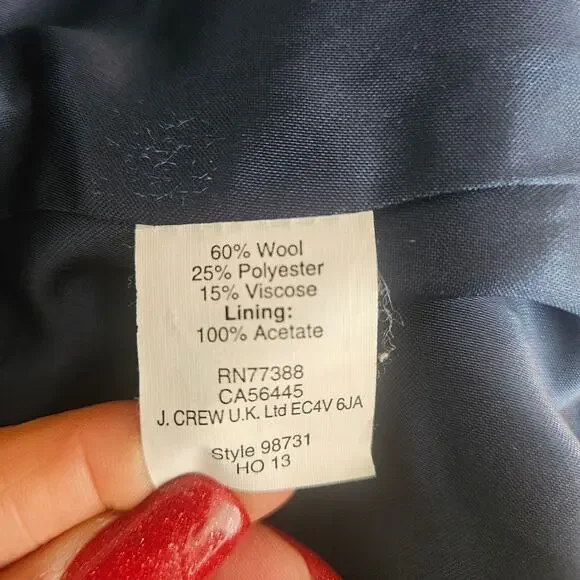 60% Wool
25% Polyester
15% Viscose
Lining:
100% Acetate
RN77388
CA56445
J. CREW U.K. Ltd EC4V 6JA
Style 98731
HO 13